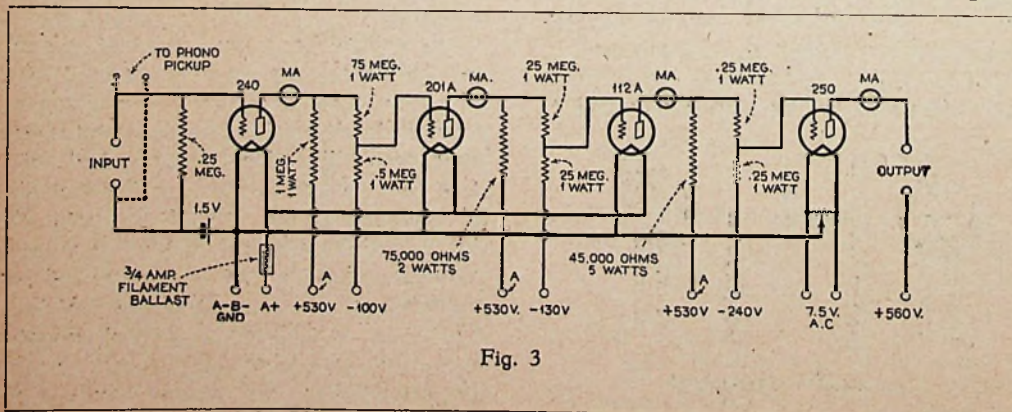 TO PHONO
PICKUP
240
MA
75 MEG.
1 WATT
201A
MA.
25 MEG.
1 WATT
112A
MA
.25 MEG.
1 WATT
250
MA
INPUT
.25
MEG.
1 MEG.
1 WATT
.5 MEG
1 WATT
25 MEG.
1 WATT
.25 MEG
1 WATT
OUTPUT
1.5 V
3/4 AMP.
FILAMENT
BALLAST
75,000 OHMS
2 WATTS
45,000 OHMS
5 WATTS
A
A
A
A-B-
GND
A+
+530V
-100V
+530V.
-130V
+530V
-240V
7.5 V.
A.C
+560V.
Fig. 3